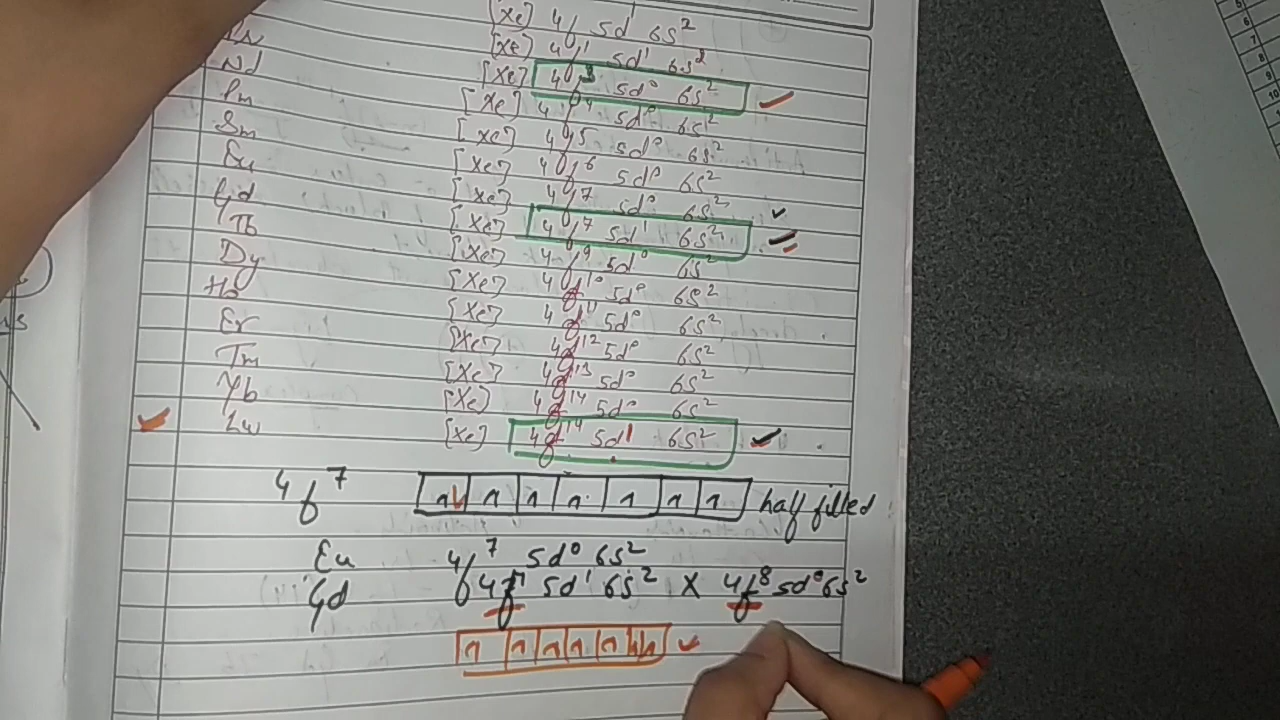 [Xe] 4f 5d 6s²
[Xe] 4f¹ 5d¹ 6s²
Nd [Xe] 4f³ 5d⁰ 6s²
Pm [Xe] 4f⁴ 5d⁰ 6s²
Sm [Xe] 4f⁵ 5d⁰ 6s²
Eu [Xe] 4f⁶ 5d⁰ 6s²
Gd [Xe] 4f⁷ 5d⁰ 6s²
Tb [Xe] 4f⁷ 5d¹ 6s²
Dy [Xe] 4f⁹ 5d⁰ 6s²
Ho [Xe] 4f¹⁰ 5d⁰ 6s²
Er [Xe] 4f¹¹ 5d⁰ 6s²
Tm [Xe] 4f¹² 5d⁰ 6s²
Yb [Xe] 4f¹³ 5d⁰ 6s²
[Xe] 4f¹⁴ 5d⁰ 6s²
Lu [Xe] 4f¹⁴ 5d¹ 6s²
4f⁷ half filled
Eu 4f⁷ 5d⁰ 6s²
Gd 4f⁷ 5d¹ 6s² X 4f⁸ 5d⁰ 6s²